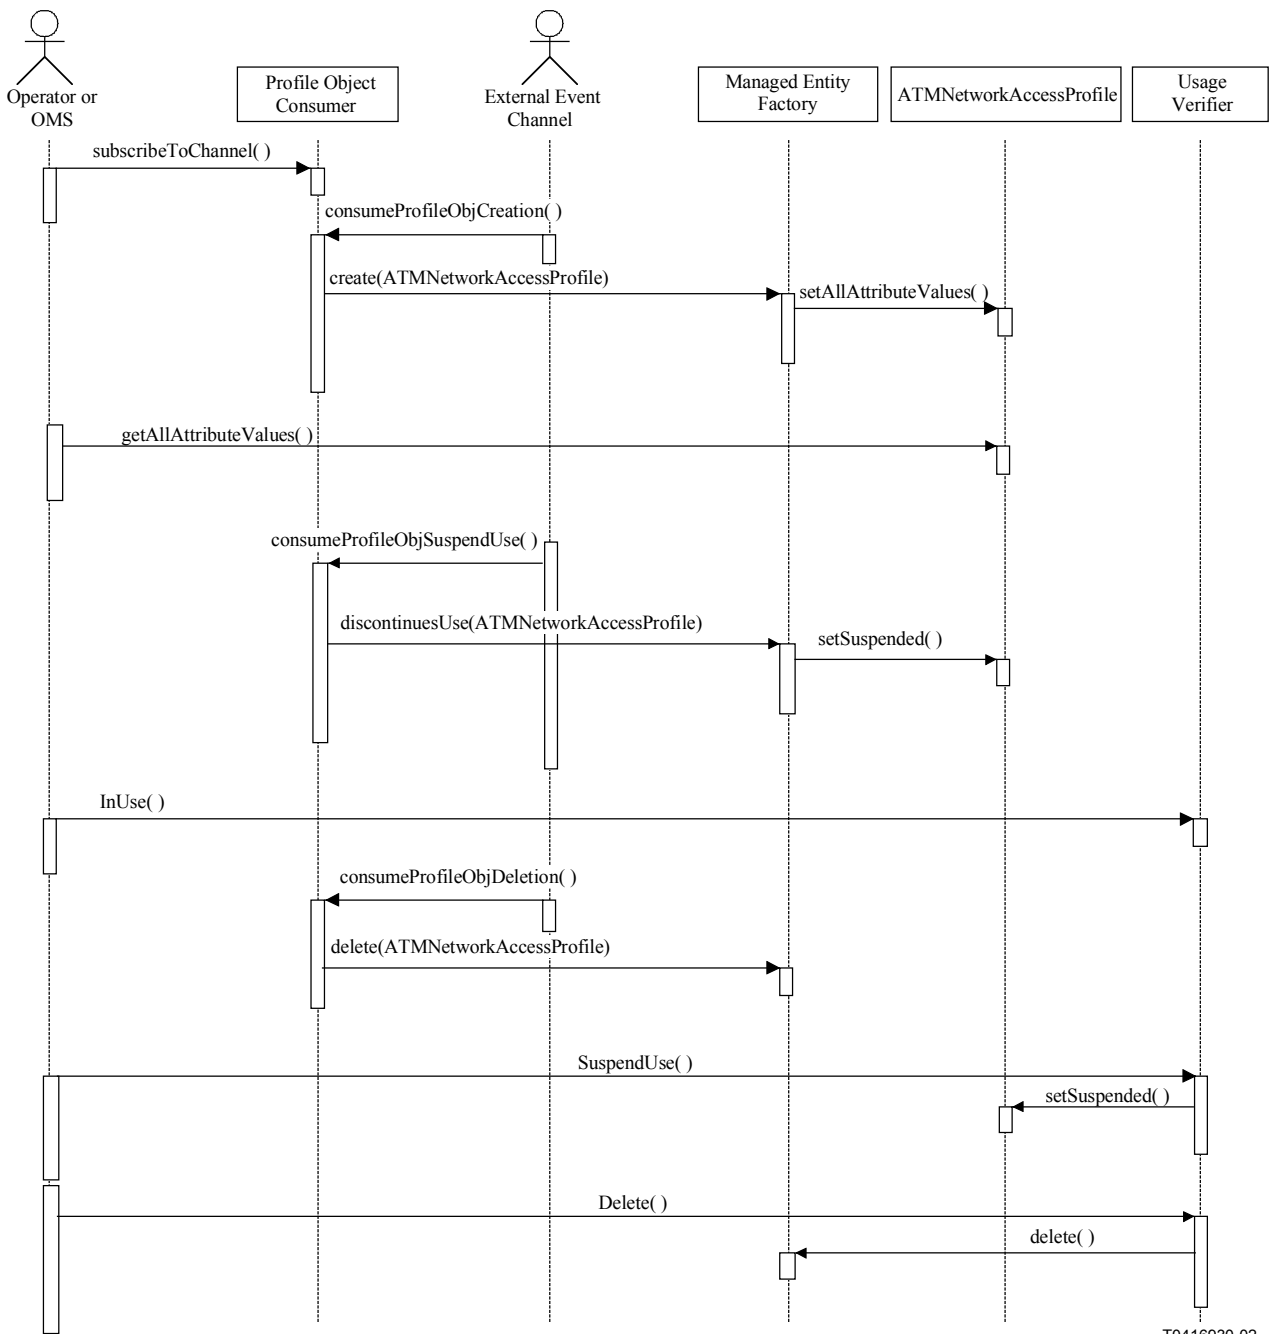 Operator or
OMS
Profile Object
Consumer
External Event
Channel
Managed Entity
Factory
ATMNetworkAccessProfile
Usage
Verifier
subscribeToChannel( )
consumeProfileObjCreation( )
create(ATMNetworkAccessProfile)
setAllAttributeValues( )
getAllAttributeValues( )
consumeProfileObjSuspendUse( )
discontinuesUse(ATMNetworkAccessProfile)
setSuspended( )
InUse( )
consumeProfileObjDeletion( )
delete(ATMNetworkAccessProfile)
SuspendUse( )
setSuspended( )
Delete( )
delete( )